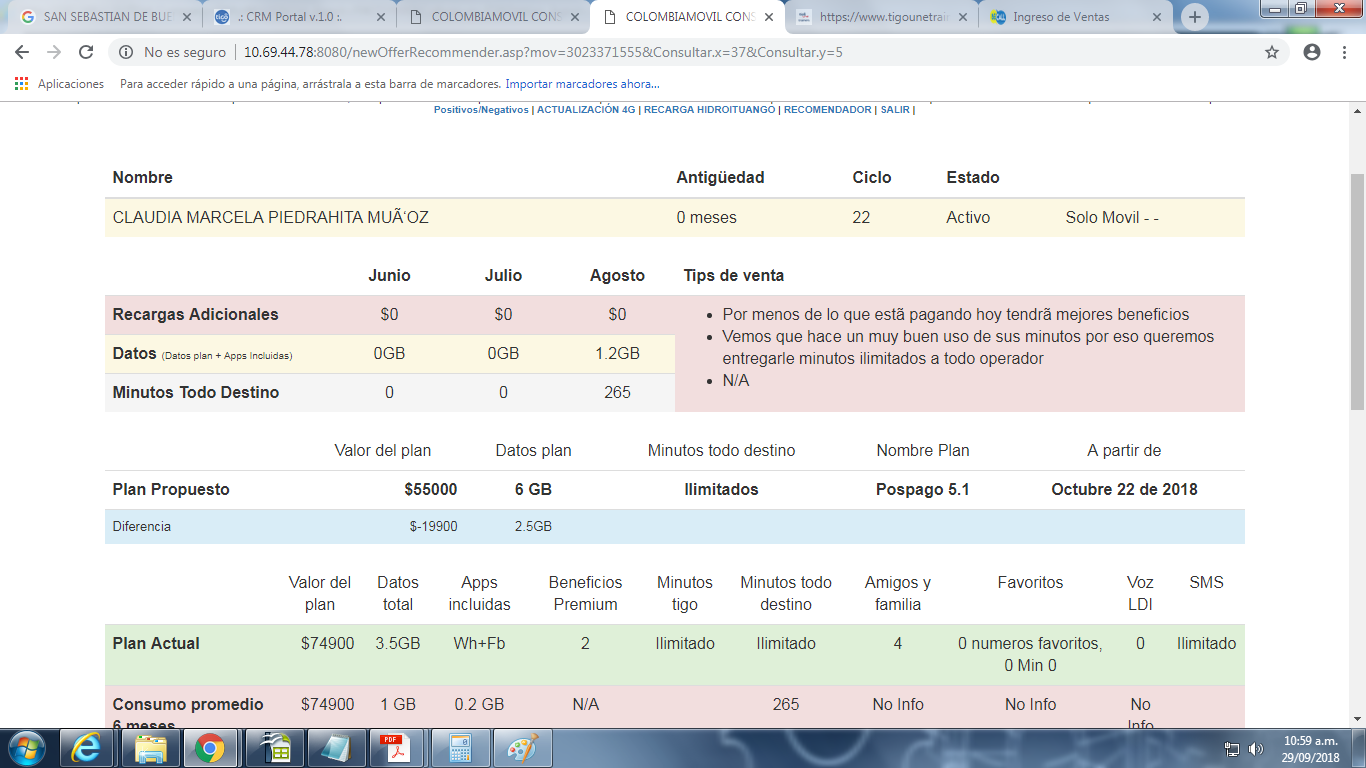 SAN SEBASTIAN DE BUE
.: CRM Portal v.1.0 :.
COLOMBIAMOVIL CONS
COLOMBIAMOVIL CONS
https://www.tigounetrai
Ingreso de Ventas
No es seguro | 10.69.44.78:8080/newOfferRecommender.asp?mov=3023371555&Consultar.x=37&Consultar.y=5
Aplicaciones Para acceder rápido a una página, arrástrala a esta barra de marcadores. Importar marcadores ahora...
Positivos/Negativos | ACTUALIZACIÓN 4G | RECARGA HIDROITUANGO | RECOMENDADOR | SALIR |
Nombre Antigüedad Ciclo Estado
CLAUDIA MARCELA PIEDRAHITA MUÃ‘OZ 0 meses 22 Activo Solo Movil - -
Junio Julio Agosto Tips de venta
Recargas Adicionales $0 $0 $0
Datos (Datos plan + Apps Incluidas) 0GB 0GB 1.2GB
Minutos Todo Destino 0 0 265
Por menos de lo que estã pagando hoy tendrã mejores beneficios
Vemos que hace un muy buen uso de sus minutos por eso queremos
entregarle minutos ilimitados a todo operador
N/A
Valor del plan Datos plan Minutos todo destino Nombre Plan A partir de
Plan Propuesto $55000 6 GB Ilimitados Pospago 5.1 Octubre 22 de 2018
Diferencia $-19900 2.5GB
Valor del Datos Apps Beneficios Minutos Minutos todo Amigos y Favoritos Voz SMS
plan total incluidas Premium tigo destino familia LDI
Plan Actual $74900 3.5GB Wh+Fb 2 Ilimitado Ilimitado 4 0 numeros favoritos, 0 Ilimitado
0 Min 0
Consumo promedio $74900 1 GB 0.2 GB N/A 265 No Info No Info No
6 meses Info
10:59 a.m.
29/09/2018